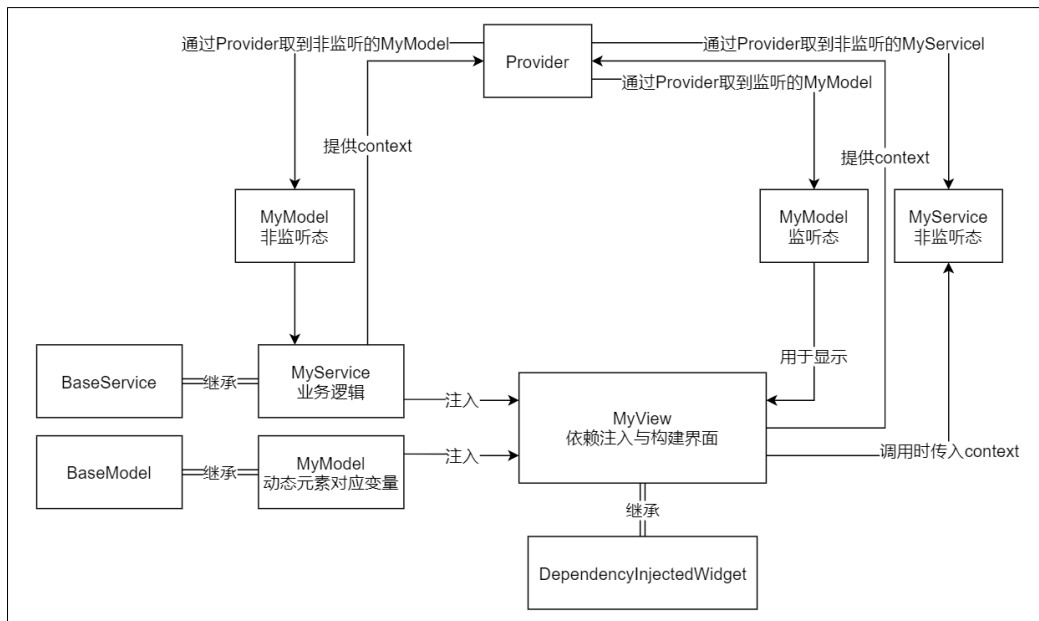 通过Provider取到非监听的MyModel
Provider
通过Provider取到非监听的MyServicel
通过Provider取到监听的MyModel
提供context
提供context
MyModel
非监听态
MyModel
监听态
MyService
非监听态
BaseService
继承
MyService
业务逻辑
注入
用于显示
MyView
依赖注入与构建界面
BaseModel
继承
MyModel
动态元素对应变量
注入
调用时传入context
继承
DependencyInjectedWidget